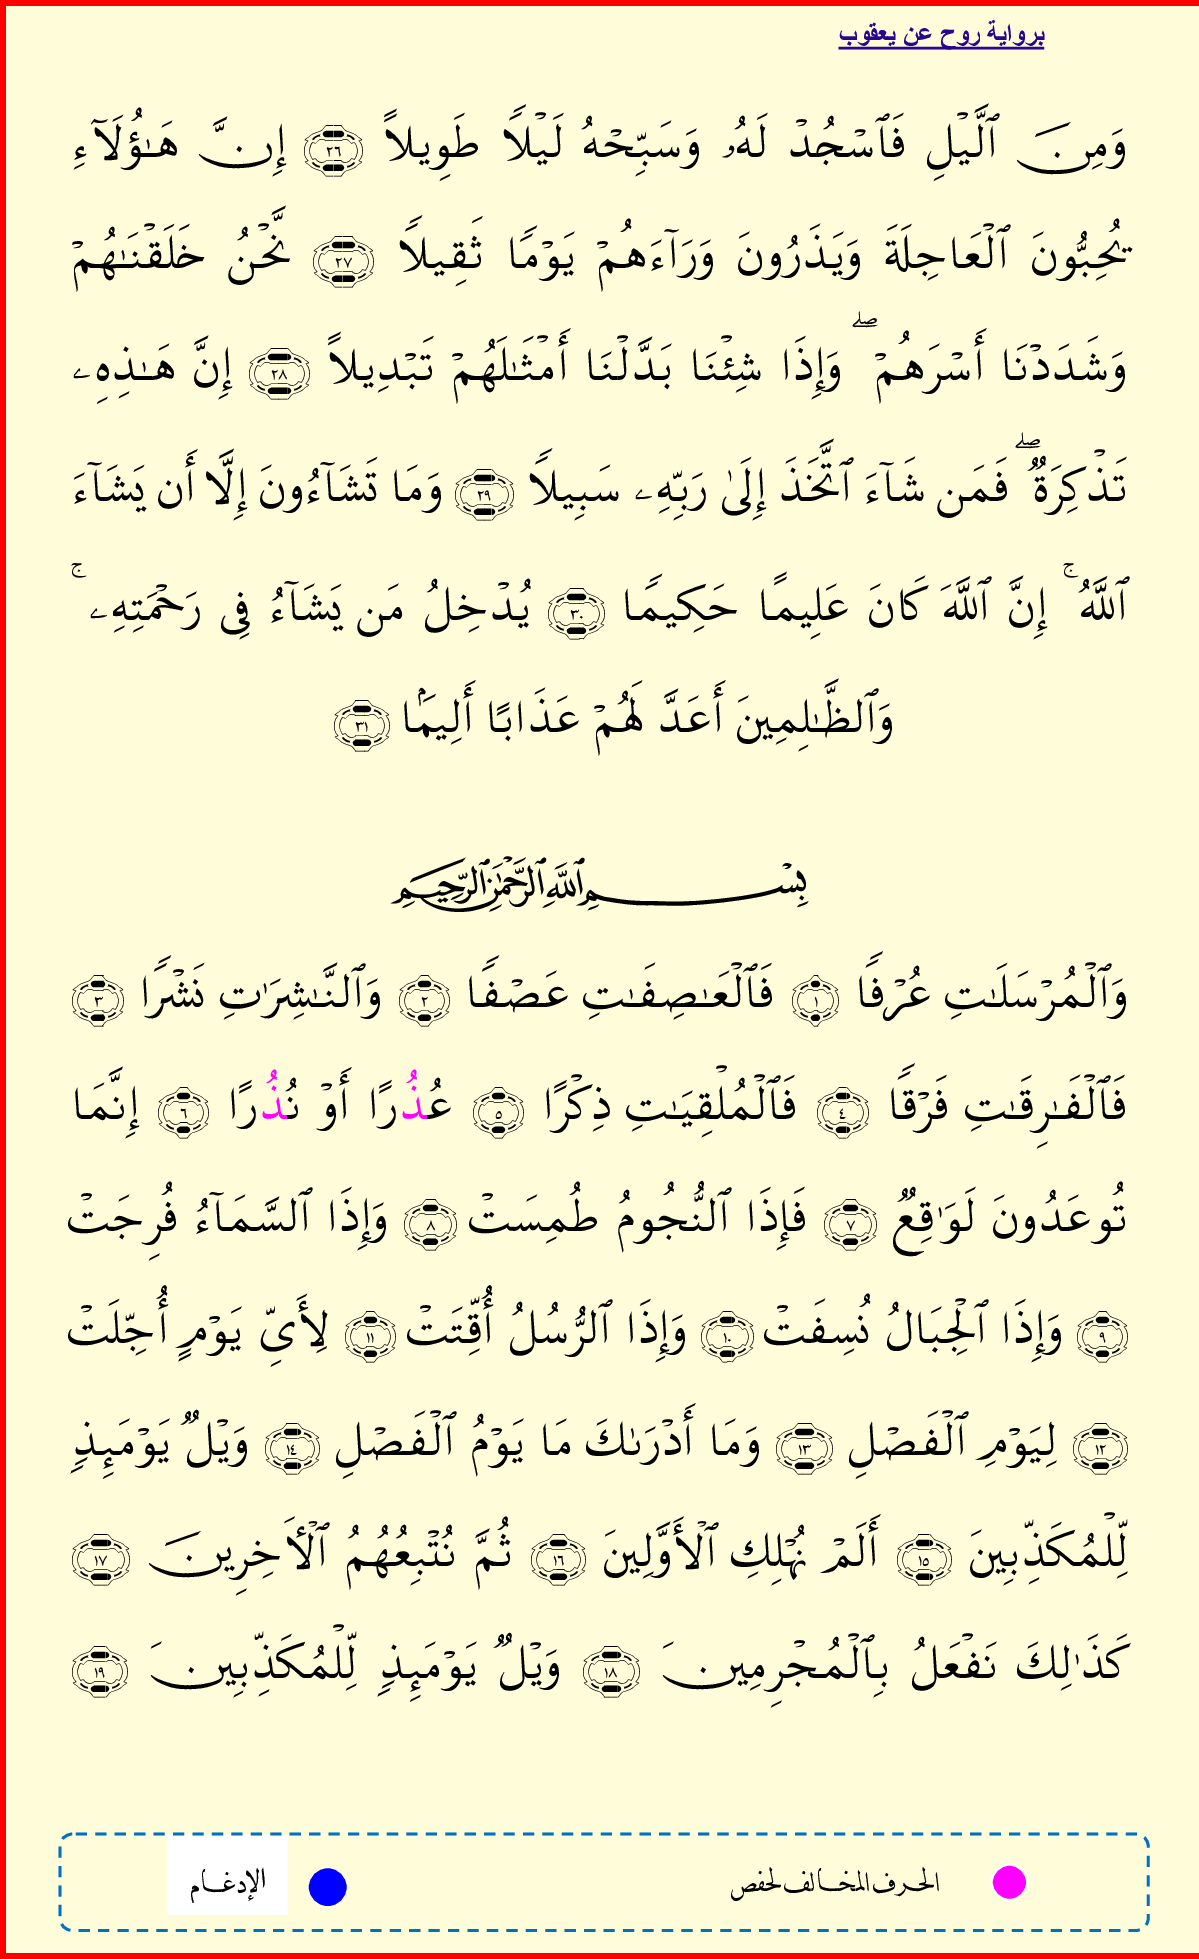 برواية روح عن يعقوب
وَمِنَ ٱلَّيۡلِ فَٱسۡجُدۡ لَهُۥ وَسَبِّحۡهُ لَيۡلًا طَوِيلًا ٢٦ إِنَّ هَـٰٓؤُلَآءِ
يُحِبُّونَ ٱلۡعَاجِلَةَ وَيَذَرُونَ وَرَآءَهُمۡ يَوۡمًا ثَقِيلًا ٢٧ نَّحۡنُ خَلَقۡنَـٰهُمۡ
وَشَدَدۡنَا أَسۡرَهُمۡۖ وَإِذَا شِئۡنَا بَدَّلۡنَا أَمۡثَـٰلَهُمۡ تَبۡدِيلًا ٢٨ إِنَّ هَـٰذِهِۦ
تَذۡكِرَةٌۖ فَمَن شَآءَ ٱتَّخَذَ إِلَىٰ رَبِّهِۦ سَبِيلًا ٢٩ وَمَا تَشَآءُونَ إِلَّا أَن يَشَآءَ
ٱللَّهُۚ إِنَّ ٱللَّهَ كَانَ عَلِيمًا حَكِيمًا ٣٠ يُدۡخِلُ مَن يَشَآءُ فِى رَحۡمَتِهِۦۚ
وَٱلظَّـٰلِمِينَ أَعَدَّ لَهُمۡ عَذَابًا أَلِيمَۢا ٣١
بِسۡمِ ٱللَّهِ ٱلرَّحۡمَـٰنِ ٱلرَّحِيمِ
وَٱلۡمُرۡسَلَـٰتِ عُرۡفًا ١ فَٱلۡعَـٰصِفَـٰتِ عَصۡفًا ٢ وَٱلنَّـٰشِرَٰتِ نَشۡرًا ٣
فَٱلۡفَـٰرِقَـٰتِ فَرۡقًا ٤ فَٱلۡمُلۡقِيَـٰتِ ذِكۡرًا ٥ عُذُرًا أَوۡ نُذُرًا ٦ إِنَّمَا
تُوعَدُونَ لَوَٰقِعٌ ٧ فَإِذَا ٱلنُّجُومُ طُمِسَتۡ ٨ وَإِذَا ٱلسَّمَآءُ فُرِجَتۡ
٩ وَإِذَا ٱلۡجِبَالُ نُسِفَتۡ ١٠ وَإِذَا ٱلرُّسُلُ أُقِّتَتۡ ١١ لِأَىِّ يَوۡمٍ أُجِّلَتۡ
١٢ لِيَوۡمِ ٱلۡفَصۡلِ ١٣ وَمَا أَدۡرَىٰكَ مَا يَوۡمُ ٱلۡفَصۡلِ ١٤ وَيۡلٌ يَوۡمَئِذٍ
لِّلۡمُكَذِّبِينَ ١٥ أَلَمۡ نُهۡلِكِ ٱلۡأَوَّلِينَ ١٦ ثُمَّ نُتۡبِعُهُمُ ٱلۡأَخِرِينَ ١٧
كَذَٰلِكَ نَفۡعَلُ بِٱلۡمُجۡرِمِينَ ١٨ وَيۡلٌ يَوۡمَئِذٍ لِّلۡمُكَذِّبِينَ ١٩
الحرف المخالف لحفص الإدغام